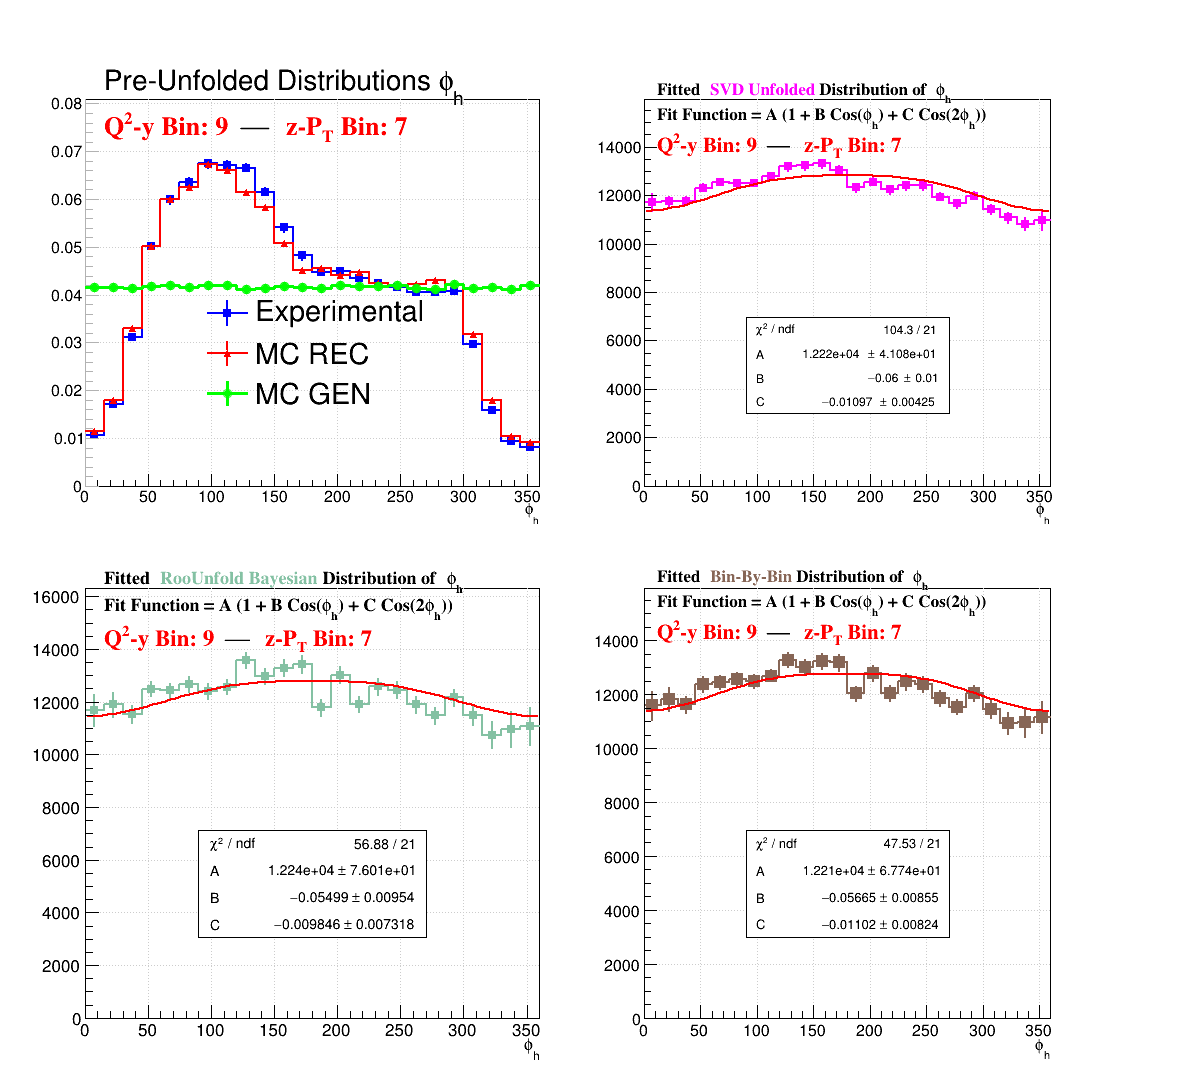 Pre-Unfolded Distributions ϕh
Q2-y Bin: 9 — z-PT Bin: 7
0.08
0.07
0.06
0.05
0.04
0.03
0.02
0.01
0
Experimental
MC REC
MC GEN
0 50 100 150 200 250 300 350
ϕh
Fitted SVD Unfolded Distribution of ϕh
Fit Function = A (1 + B Cos(ϕh) + C Cos(2ϕh))
Q2-y Bin: 9 — z-PT Bin: 7
14000
12000
10000
8000
6000
4000
2000
0
χ2 / ndf 104.3 / 21
A 1.222e+04 ± 4.108e+01
B −0.06 ± 0.01
C −0.01097 ± 0.00425
0 50 100 150 200 250 300 350
ϕh
Fitted RooUnfold Bayesian Distribution of ϕh
Fit Function = A (1 + B Cos(ϕh) + C Cos(2ϕh))
Q2-y Bin: 9 — z-PT Bin: 7
16000
14000
12000
10000
8000
6000
4000
2000
0
χ2 / ndf 56.88 / 21
A 1.224e+04 ± 7.601e+01
B −0.05499 ± 0.00954
C −0.009846 ± 0.007318
0 50 100 150 200 250 300 350
ϕh
Fitted Bin-By-Bin Distribution of ϕh
Fit Function = A (1 + B Cos(ϕh) + C Cos(2ϕh))
Q2-y Bin: 9 — z-PT Bin: 7
14000
12000
10000
8000
6000
4000
2000
0
χ2 / ndf 47.53 / 21
A 1.221e+04 ± 6.774e+01
B −0.05665 ± 0.00855
C −0.01102 ± 0.00824
0 50 100 150 200 250 300 350
ϕh